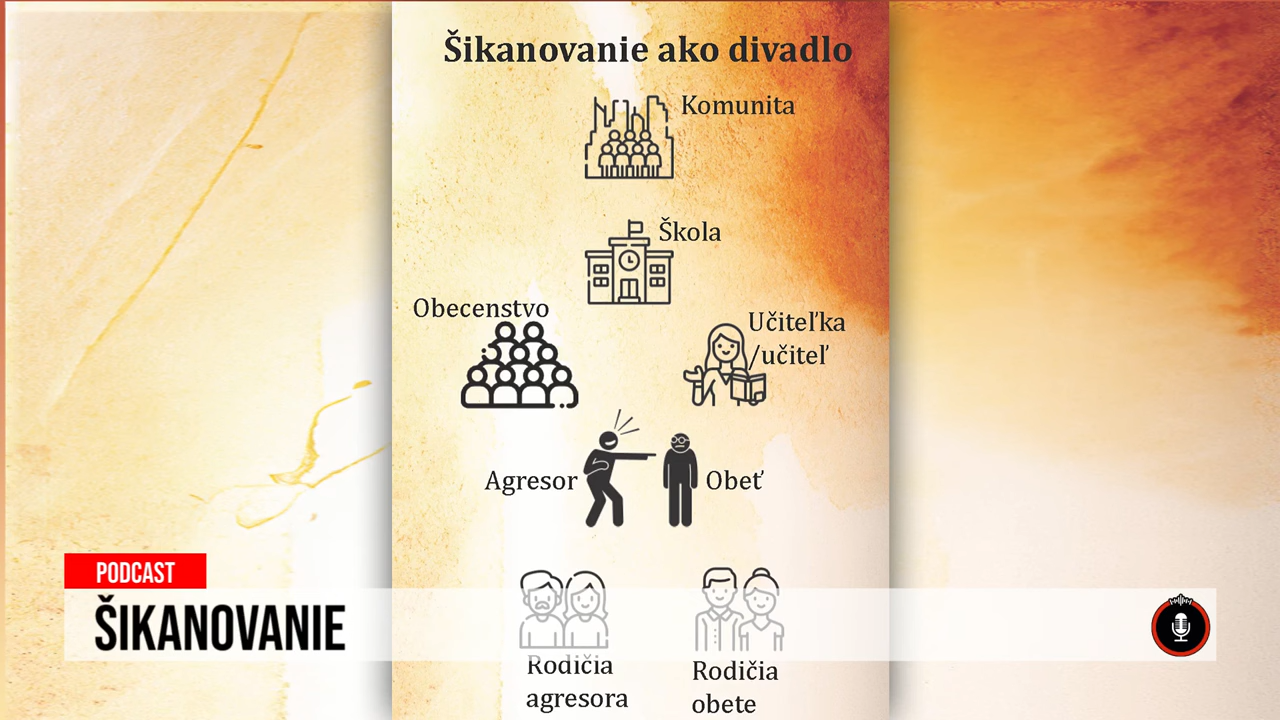 Šikanovanie ako divadlo
Komunita
Škola
Obecenstvo
Učiteľka
/učiteľ
Agresor
Obeť
PODCAST
ŠIKANOVANIE
Rodičia
agresora
Rodičia
obete